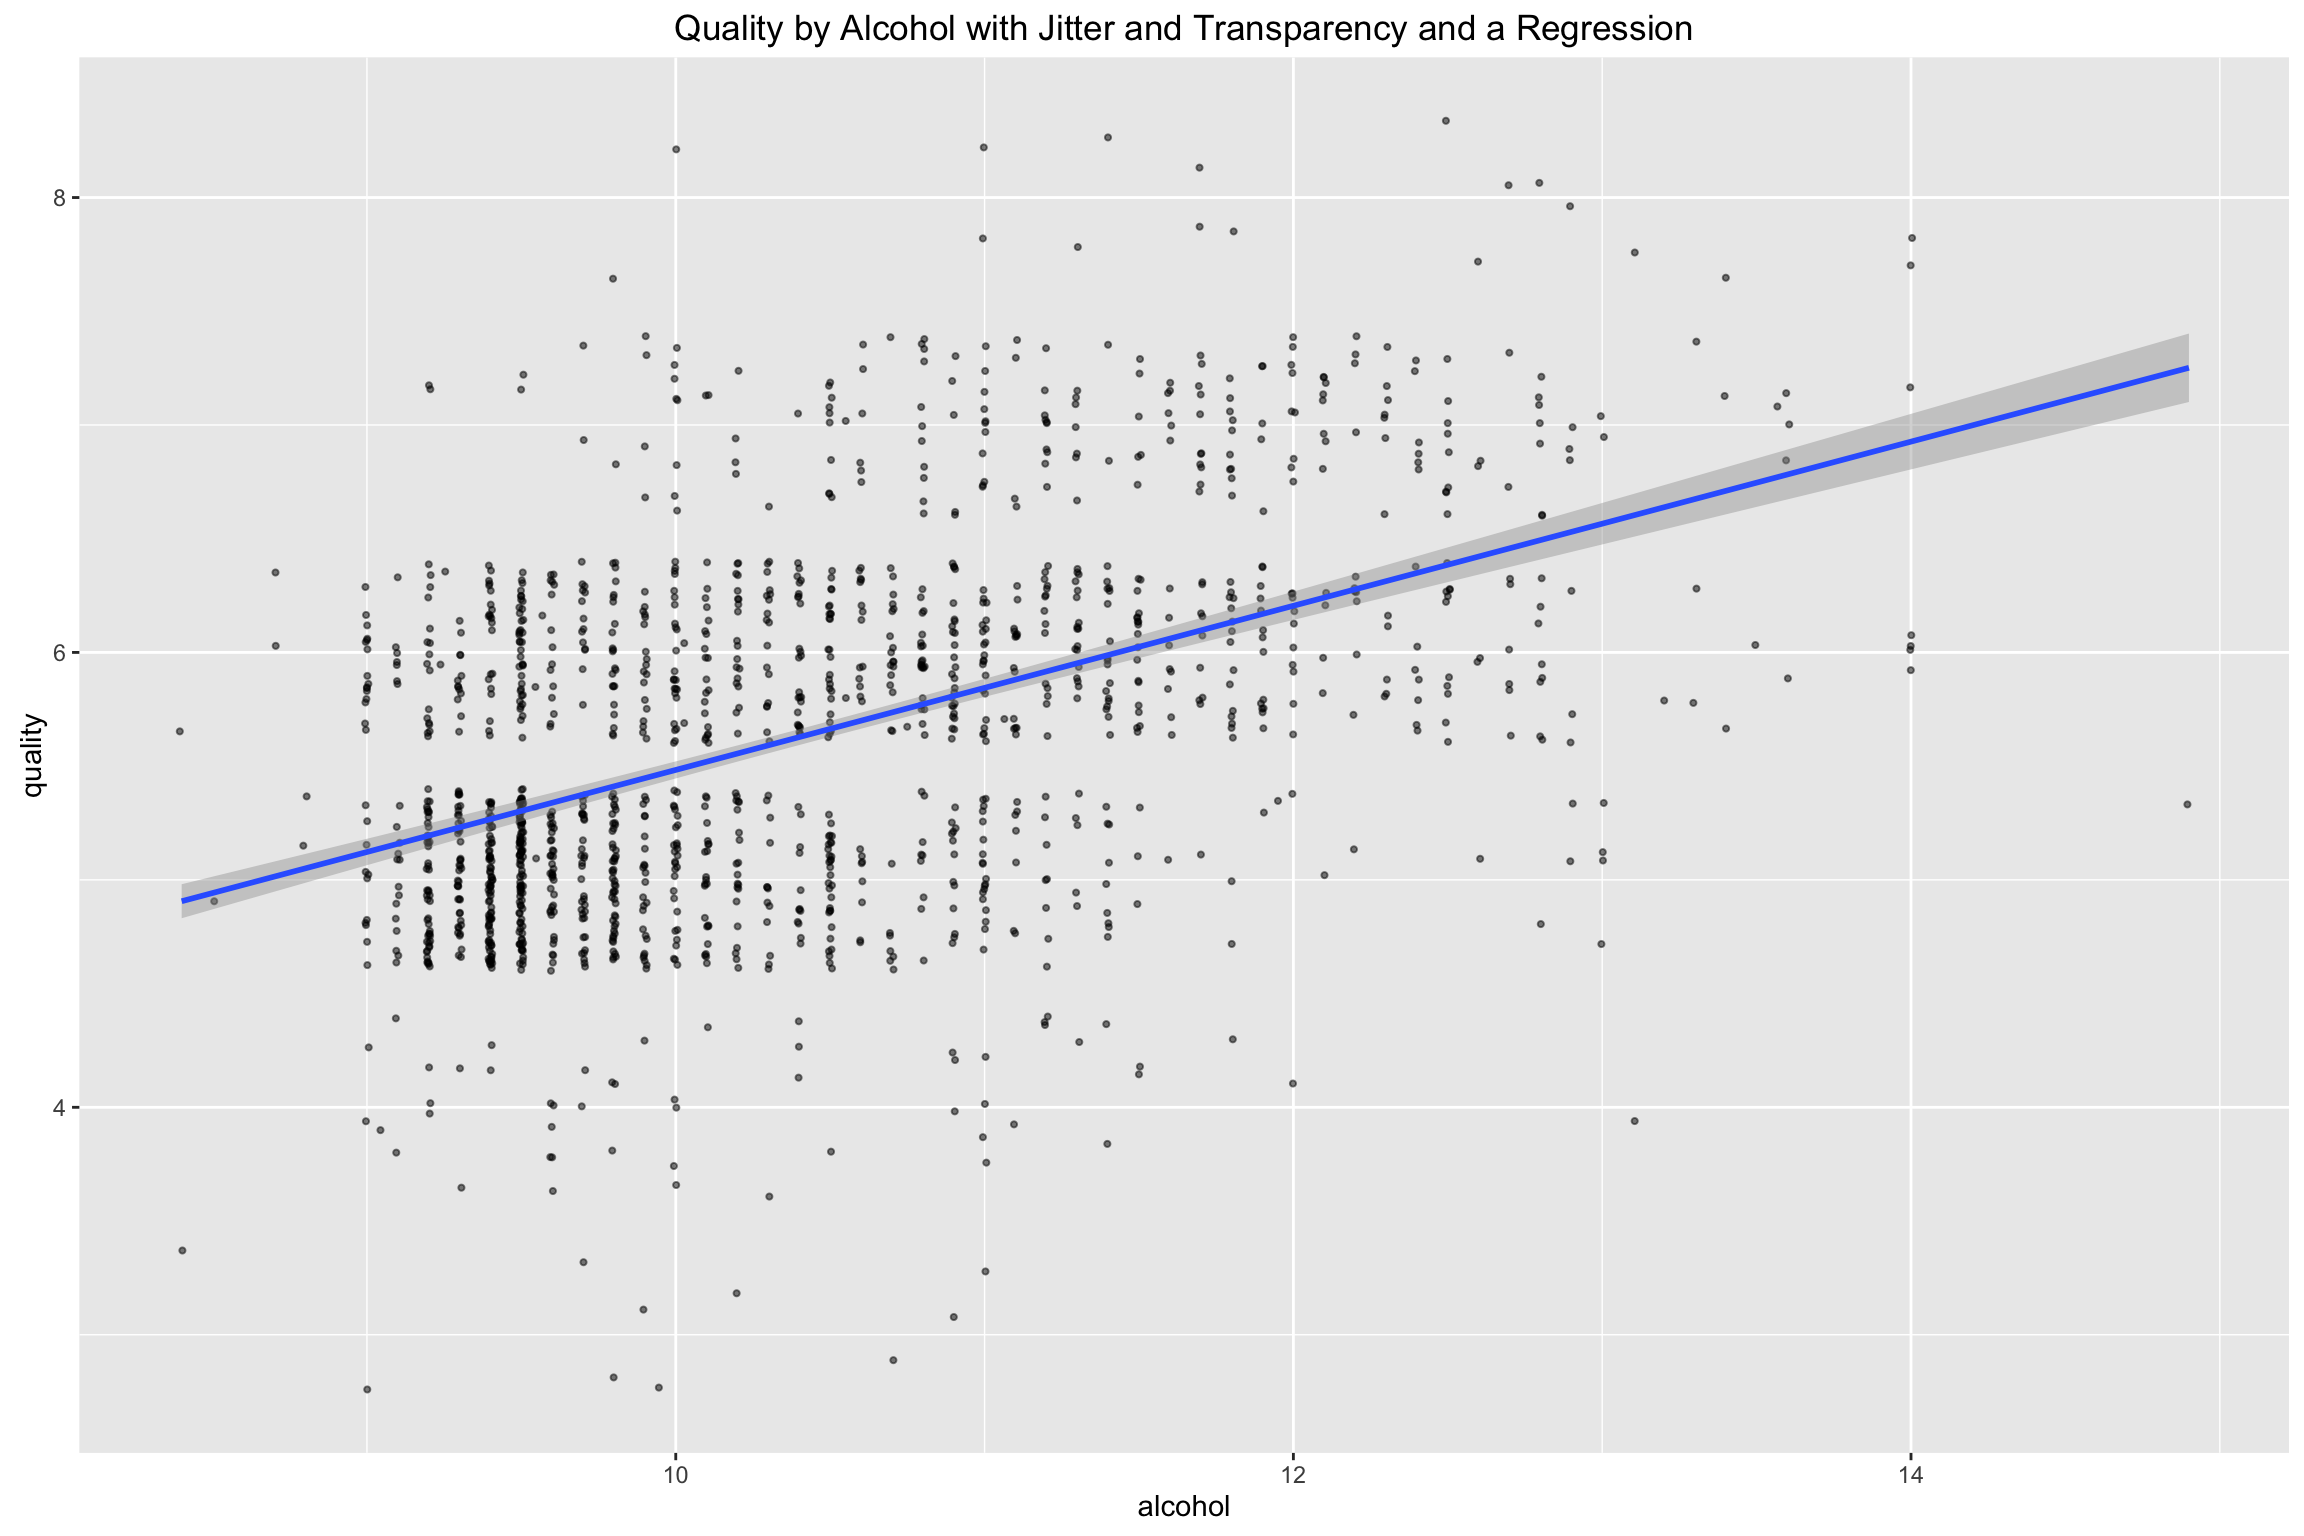 Quality by Alcohol with Jitter and Transparency and a Regression
8
6
4
quality
10
12
14
alcohol